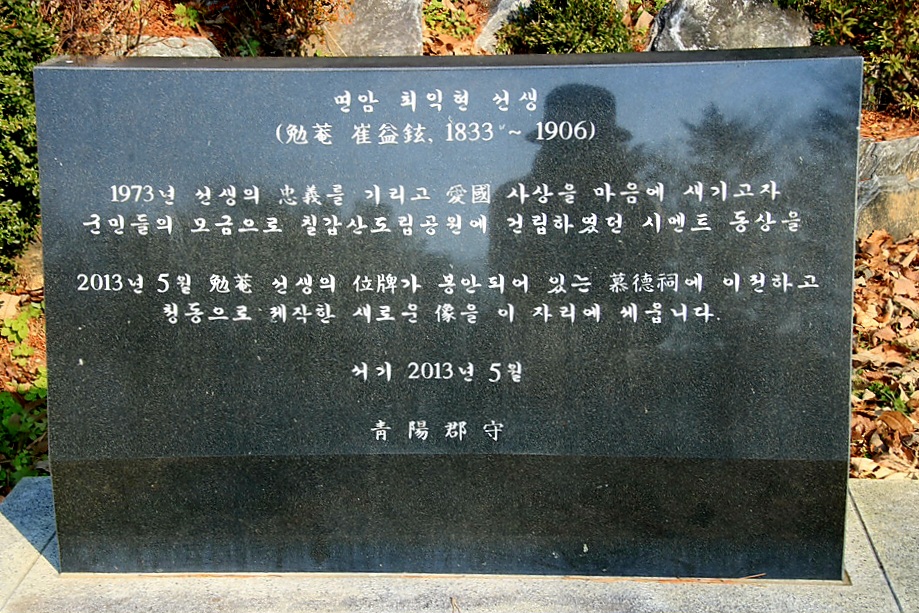 면암 최익현 선생
(勉菴 崔益鉉, 1833 ~ 1906)
1973년 선생의 忠義를 기리고 愛國 사상을 마음에 새기고자
군민들의 모금으로 칠갑산도립공원에 건립하였던 시멘트 동상을
2013년 5월 勉菴 선생의 位牌가 봉안되어 있는 慕德祠에 이전하고
청동으로 제작한 새로운 像을 이 자리에 세웁니다.
서기 2013년 5월
靑陽郡守